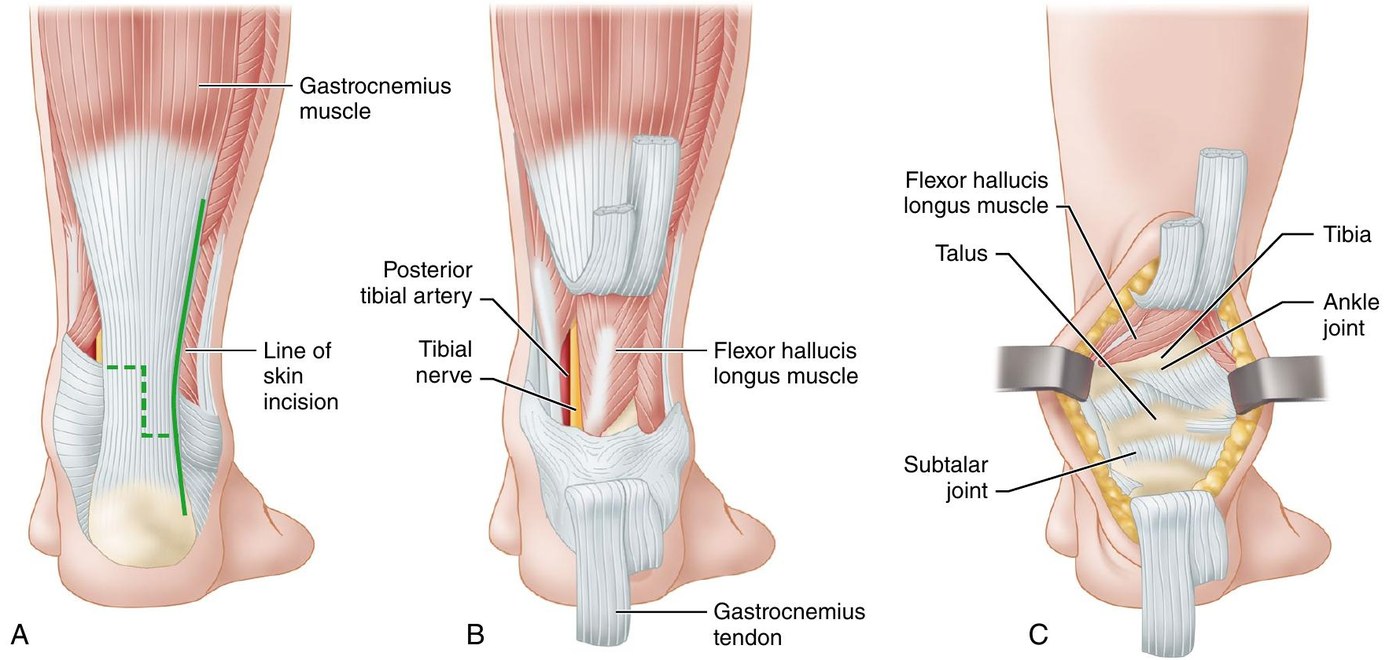 Gastrocnemius
muscle
Line of
skin
incision
A
Posterior
tibial artery
Tibial
nerve
Flexor hallucis
longus muscle
Gastrocnemius
tendon
B
Flexor hallucis
longus muscle
Talus
Tibia
Ankle
joint
Subtalar
joint
C